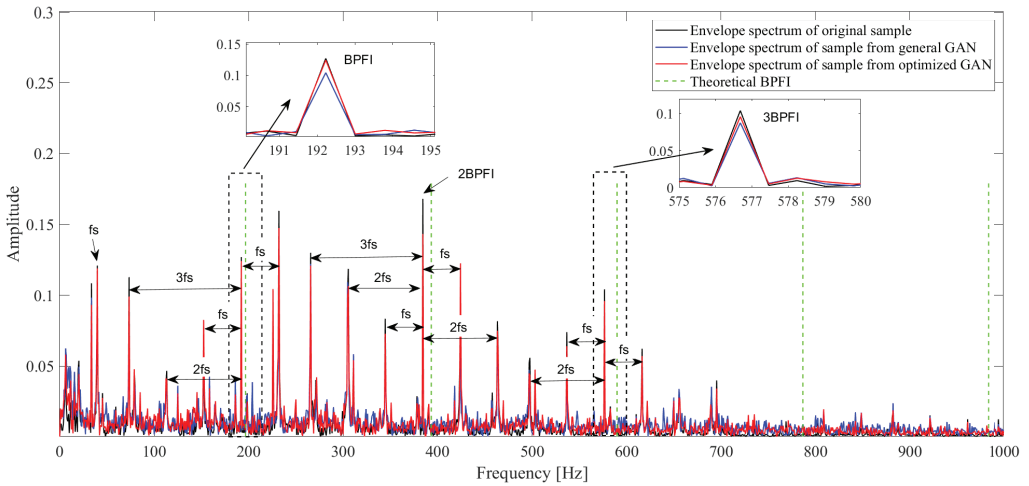 0.3
0.25
0.2
0.15
0.1
0.05
Amplitude
0
100
200
300
400
500
600
700
800
900
1000
Frequency [Hz]
Envelope spectrum of original sample
Envelope spectrum of sample from general GAN
Envelope spectrum of sample from optimized GAN
Theoretical BPFI
0.15
0.1
0.05
BPFI
191
192
193
194
195
0.1
0.05
0
3BPFI
575
576
577
578
579
580
2BPFI
fs
3fs
fs
2fs
fs
3fs
2fs
fs
fs
2fs
fs
2fs
fs